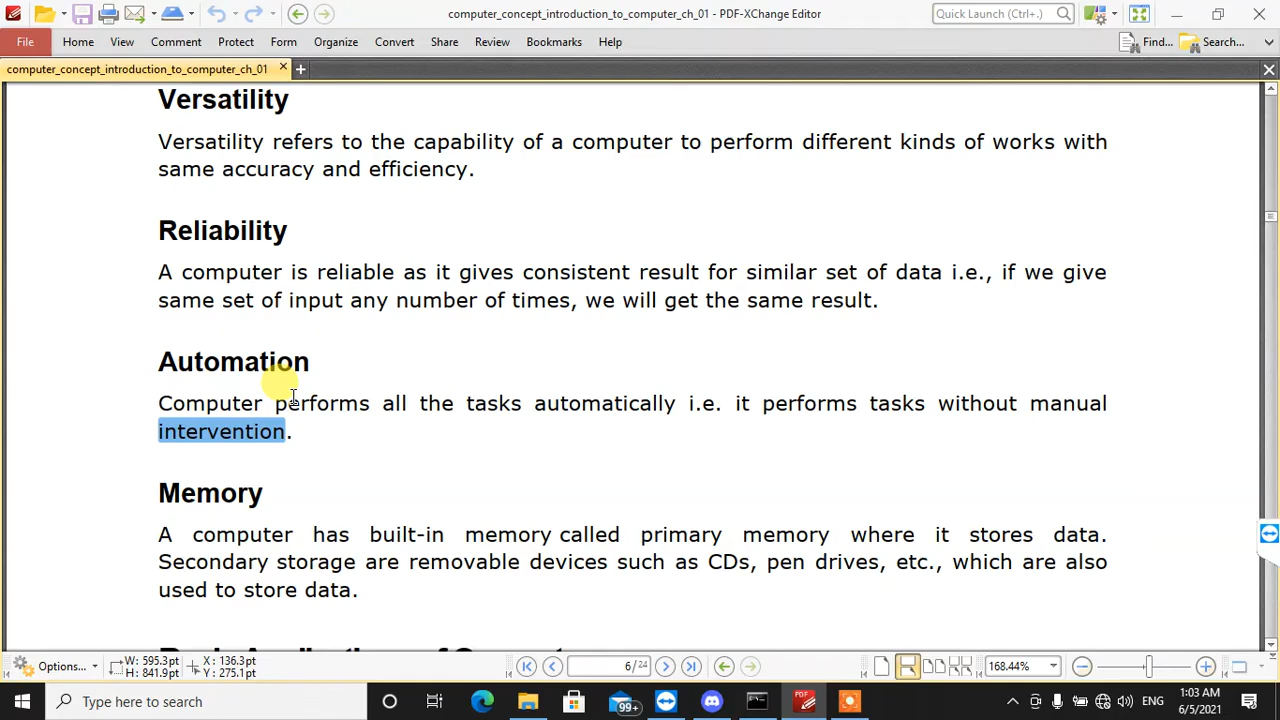 computer_concept_introduction_to_computer_ch_01 - PDF-XChange Edi...
Quick Launch (Ctrl+.)
File Home View Comment Protect Form Organize Convert Share Review Bookmarks Help Find... Search...
computer_concept_introduction_to_computer_ch_01
Versatility
Versatility refers to the capability of a computer to perform different kinds of works with
same accuracy and efficiency.
Reliability
A computer is reliable as it gives consistent result for similar set of data i.e., if we give
same set of input any number of times, we will get the same result.
Automation
Computer performs all the tasks automatically i.e. it performs tasks without manual
intervention.
Memory
A computer has built-in memory called primary memory where it stores data.
Secondary storage are removable devices such as CDs, pen drives, etc., which are also
used to store data.
Options... W: 595.3pt X : 136.3pt
H: 841.9pt Y : 275.1pt
6 / 24 168.44%
Type here to search
99+
PDF
ENG
1:03 AM
6/5/2021